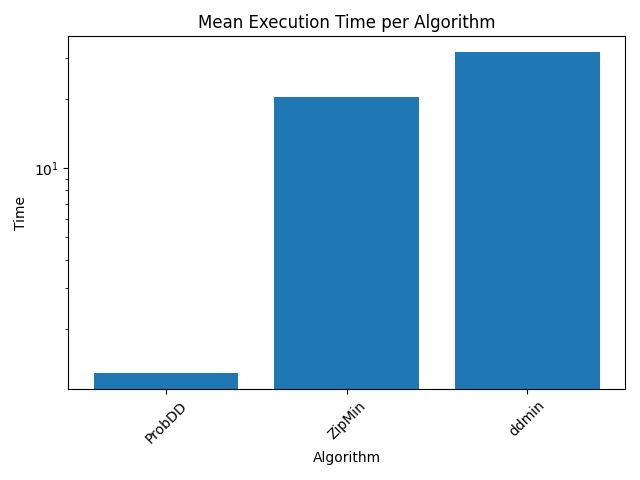 Mean Execution Time per Algorithm
Time
10¹
ProbDD
ZipMin
ddmin
Algorithm